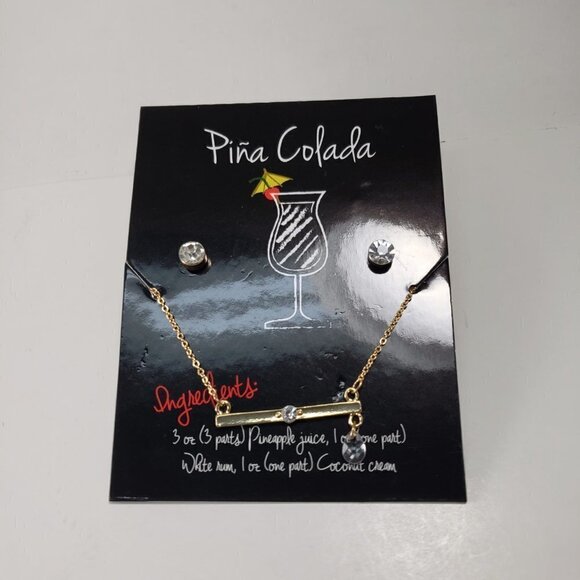 Piña Colada
Ingredients:
3 oz (3 parts) Pineapple juice, 1 oz (one part)
White rum, 1 oz (one part) Coconut cream